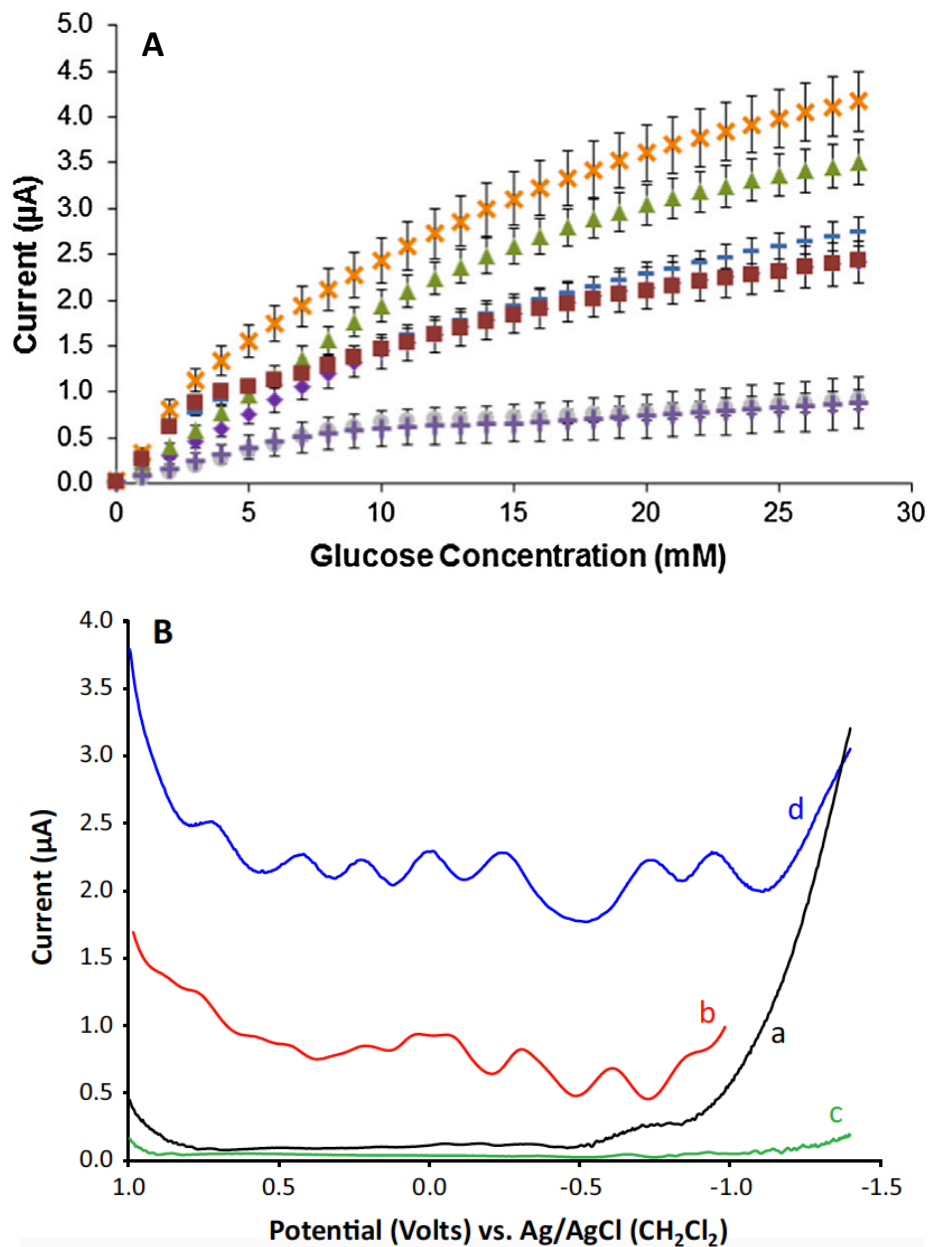 A
5.0
4.5
4.0
3.5
3.0
2.5
2.0
1.5
1.0
0.5
0.0
Current (µA)
0 5 10 15 20 25 30
Glucose Concentration (mM)
B
4.0
3.5
3.0
2.5
2.0
1.5
1.0
0.5
0.0
Current (µA)
d
b
a
c
1.0 0.5 0.0 -0.5 -1.0 -1.5
Potential (Volts) vs. Ag/AgCl (CH₂Cl₂)